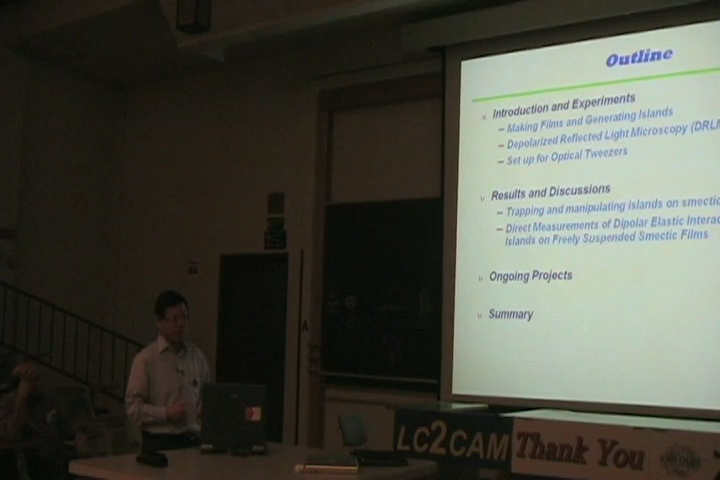 Outline
Introduction and Experiments
– Making Films and Generating Islands
– Depolarized Reflected Light Microscopy (DRLM
– Set up for Optical Tweezers
Results and Discussions
– Trapping and manipulating islands on smectic
– Direct Measurements of Dipolar Elastic Interac
Islands on Freely Suspended Smectic Films
Ongoing Projects
Summary
LC2CAM
Thank You